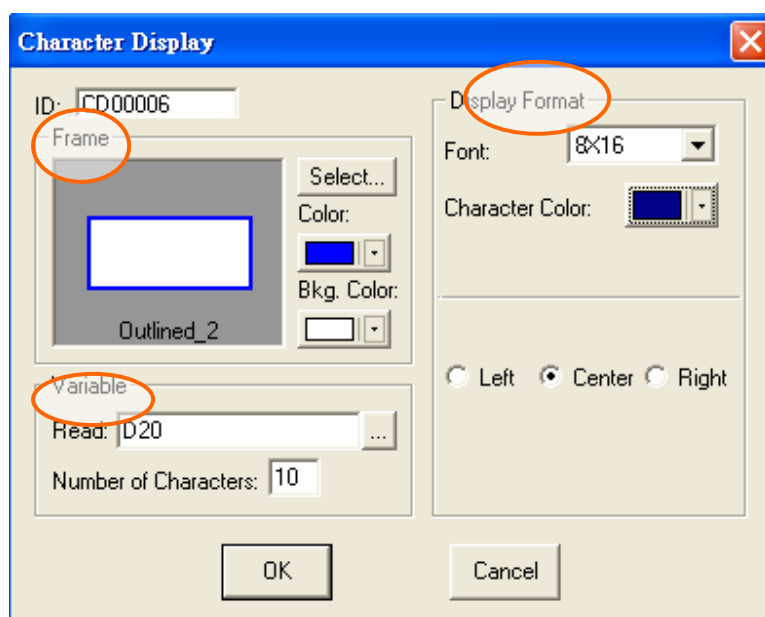 Character Display
ID: CD00006
Frame
Select...
Color:
Bkg. Color:
Outlined_2
Variable
Read: D20 ...
Number of Characters: 10
Display Format
Font: 8X16
Character Color:
Left Center Right
OK Cancel